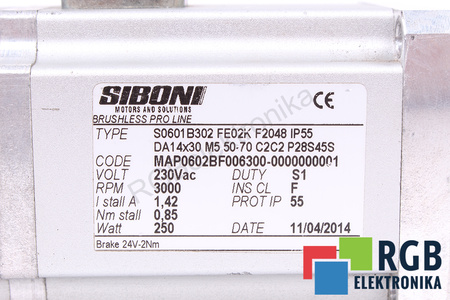 SIBONI
MOTORS AND SOLUTIONS
BRUSHLESS PRO LINE
CE
TYPE S0601B302 FE02K F2048 IP55
DA14x30 M5 50-70 C2C2 P28S45S
CODE MAP0602BF006300-0000000001
VOLT 230Vac DUTY S1
RPM 3000 INS CL F
I stall A 1,42 PROT IP 55
Nm stall 0,85
Watt 250 DATE 11/04/2014
Brake 24V-2Nm
RGB
ELEKTRONIKA